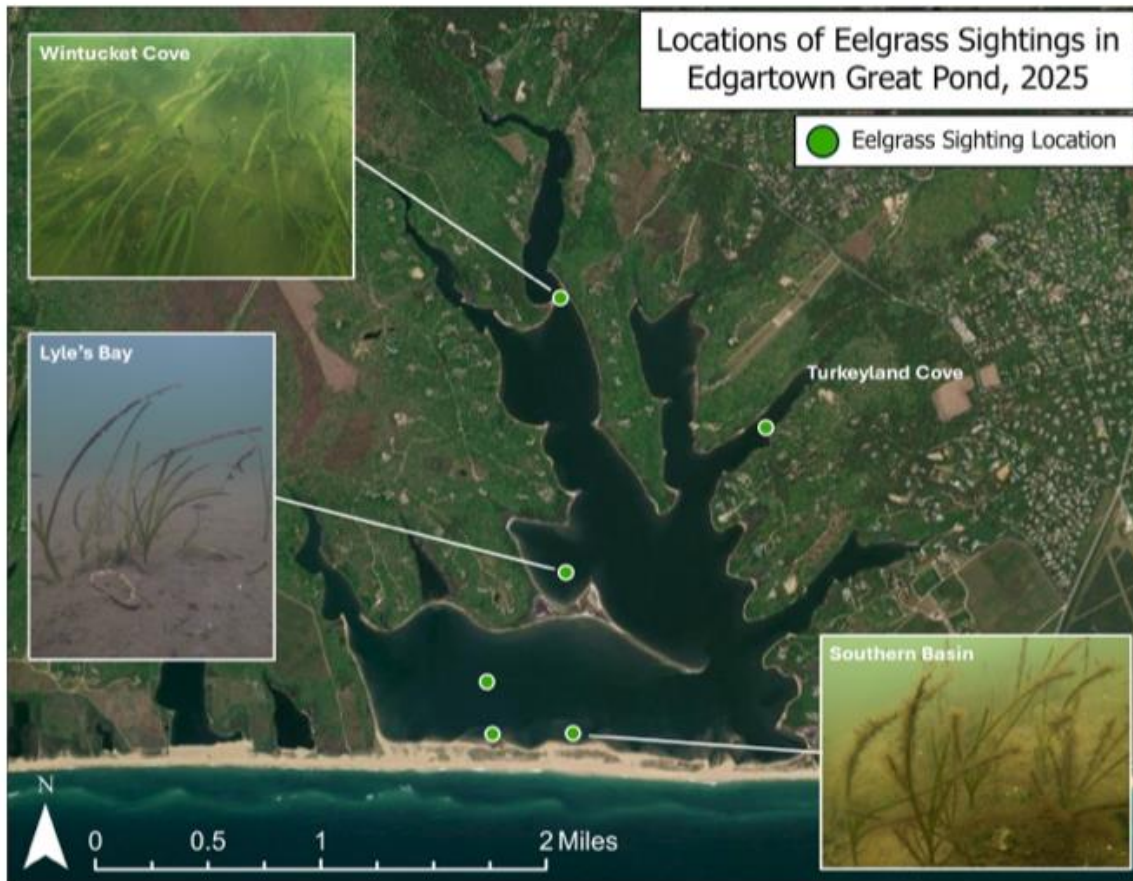 Wintucket Cove
Locations of Eelgrass Sightings in
Edgartown Great Pond, 2025
Eelgrass Sighting Location
Lyle's Bay
Turkeyland Cove
Southern Basin
N
0 0.5 1 2 Miles